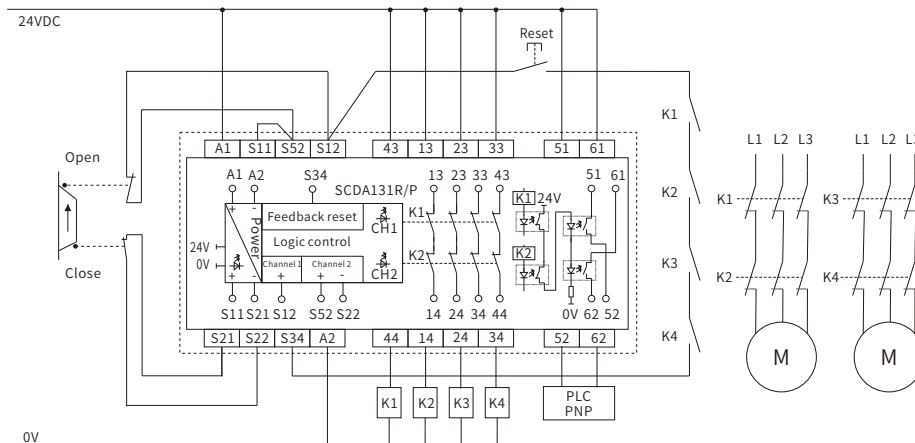 24VDC
Reset
K1
L1 L2 L3 L1 L2 L3
A1 S11 S52 S12 43 13 23 33 51 61
Open
A1 A2 S34 SCDA131R/P 13 23 33 43 K1 24V 51 61
K2
K1 K3
Feedback reset K1
CH1
Power
Logic control
24V
0V
K2
K2
Channel 1 Channel 2
CH2
+ - + + + - + -
Close
K3
K2 K4
S11 S21 S12 S52 S22 14 24 34 44 0V 62 52
S21 S22 S34 A2 44 14 24 34 52 62
K4
M M
K1 K2 K3 K4 PLC
PNP
0V